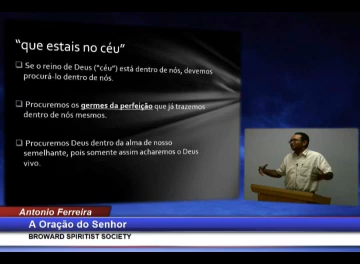 “que estais no céu”
❑ Se o reino de Deus (“céu”) está dentro de nós, devemos
procurá-lo dentro de nós.
❑ Procuremos os germes da perfeição que já trazemos
dentro de nós mesmos.
❑ Procuremos Deus dentro da alma de nosso
semelhante, pois somente assim acharemos o Deus
vivo.
Antonio Ferreira
A Oração do Senhor
BROWARD SPIRITIST SOCIETY